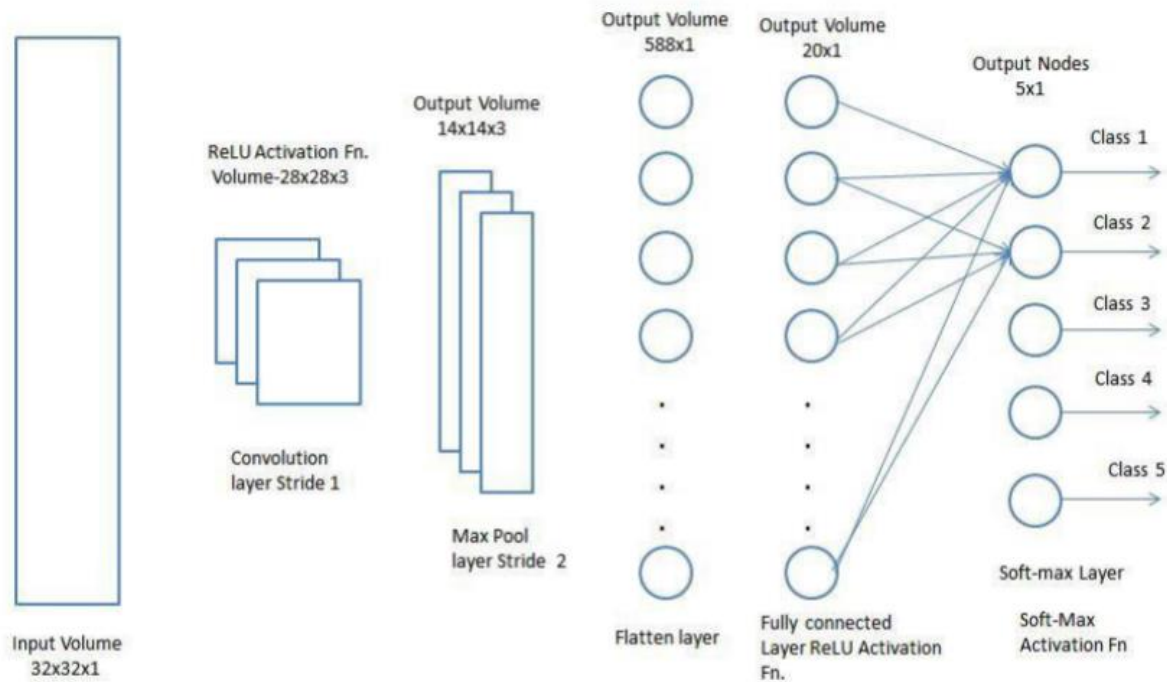 Output Volume
588x1
Output Volume
20x1
Output Nodes
5x1
Output Volume
14x14x3
ReLU Activation Fn.
Volume-28x28x3
Class 1
Class 2
Class 3
Class 4
Class 5
Convolution
layer Stride 1
Max Pool
layer Stride 2
Soft-max Layer
Input Volume
32x32x1
Flatten layer
Fully connected
Layer ReLU Activation
Fn.
Soft-Max
Activation Fn